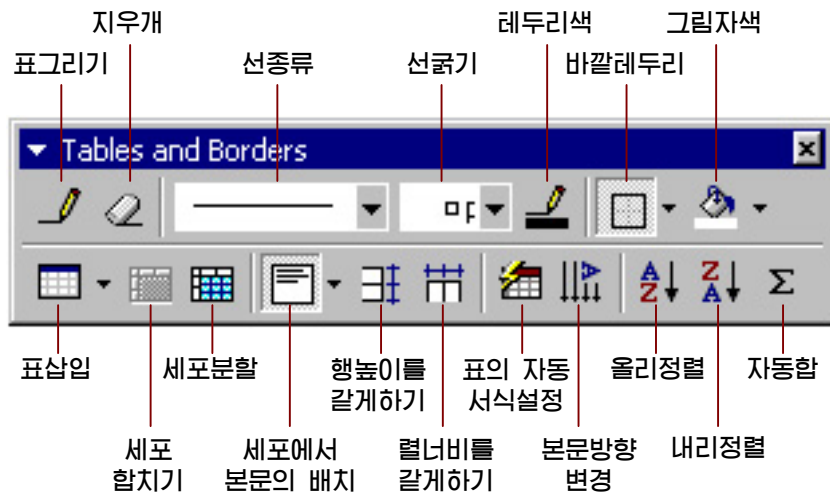 지우개 테두리색 그림자색
표그리기 선종류 선굵기 바깥테두리
Tables and Borders
표삽입 세포분할 행높이를 표의 자동 올리정렬 자동합
같게하기 서식설정
세포 세포에서 렬너비를 본문방향 내리정렬
합치기 본문의 배치 같게하기 변경